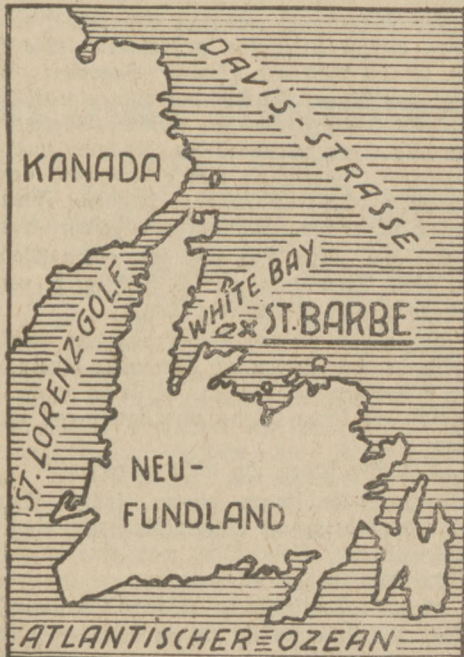 DAVIS-STRASSE
KANADA
WHITE BAY
ST. BARBE
ST. LORENZ-GOLF
NEU-
FUNDLAND
ATLANTISCHER OZEAN